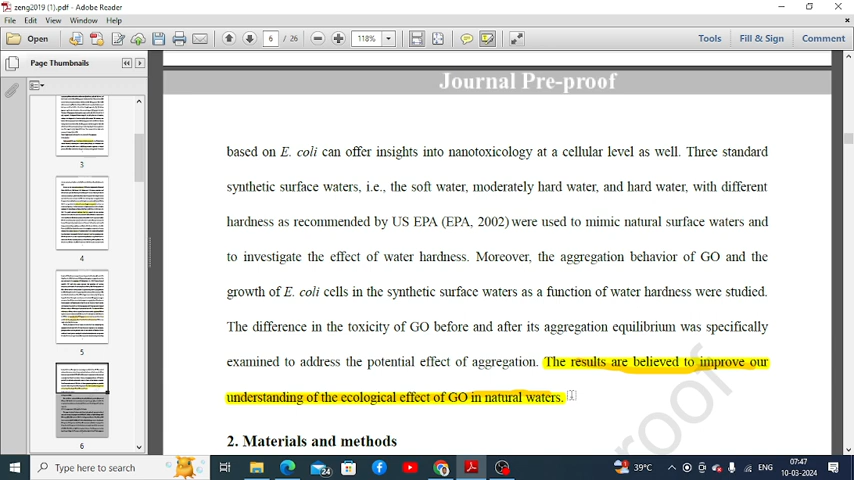 zeng2019 (1).pdf - Adobe Reader
File Edit View Window Help
Open 6 / 26 118% Tools Fill & Sign Comment
Page Thumbnails
3
4
5
6
Journal Pre-proof
based on E. coli can offer insights into nanotoxicology at a cellular level as well. Three standard
synthetic surface waters, i.e., the soft water, moderately hard water, and hard water, with different
hardness as recommended by US EPA (EPA, 2002) were used to mimic natural surface waters and
to investigate the effect of water hardness. Moreover, the aggregation behavior of GO and the
growth of E. coli cells in the synthetic surface waters as a function of water hardness were studied.
The difference in the toxicity of GO before and after its aggregation equilibrium was specifically
examined to address the potential effect of aggregation. The results are believed to improve our
understanding of the ecological effect of GO in natural waters.
roof
2. Materials and methods
Type here to search
24
39°C
ENG
07:47
10-03-2024